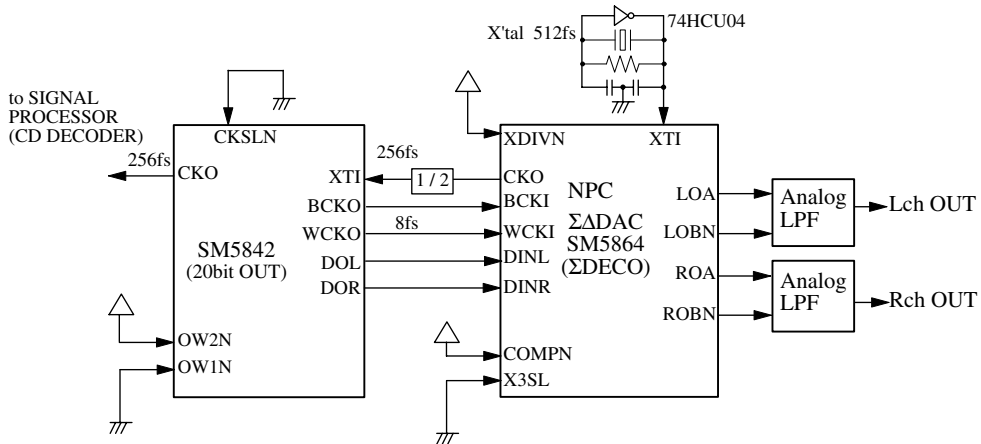 X'tal 512fs
74HCU04
to SIGNAL
PROCESSOR
(CD DECODER)
CKSLN
256fs
CKO
XTI
BCKO
WCKO
DOL
DOR
SM5842
(20bit OUT)
OW2N
OW1N
256fs
1 / 2
8fs
XDIVN
XTI
CKO
BCKI
WCKI
DINL
DINR
NPC
ΣΔDAC
SM5864
(ΣDECO)
COMPN
X3SL
LOA
LOBN
ROA
ROBN
Analog
LPF
Lch OUT
Analog
LPF
Rch OUT